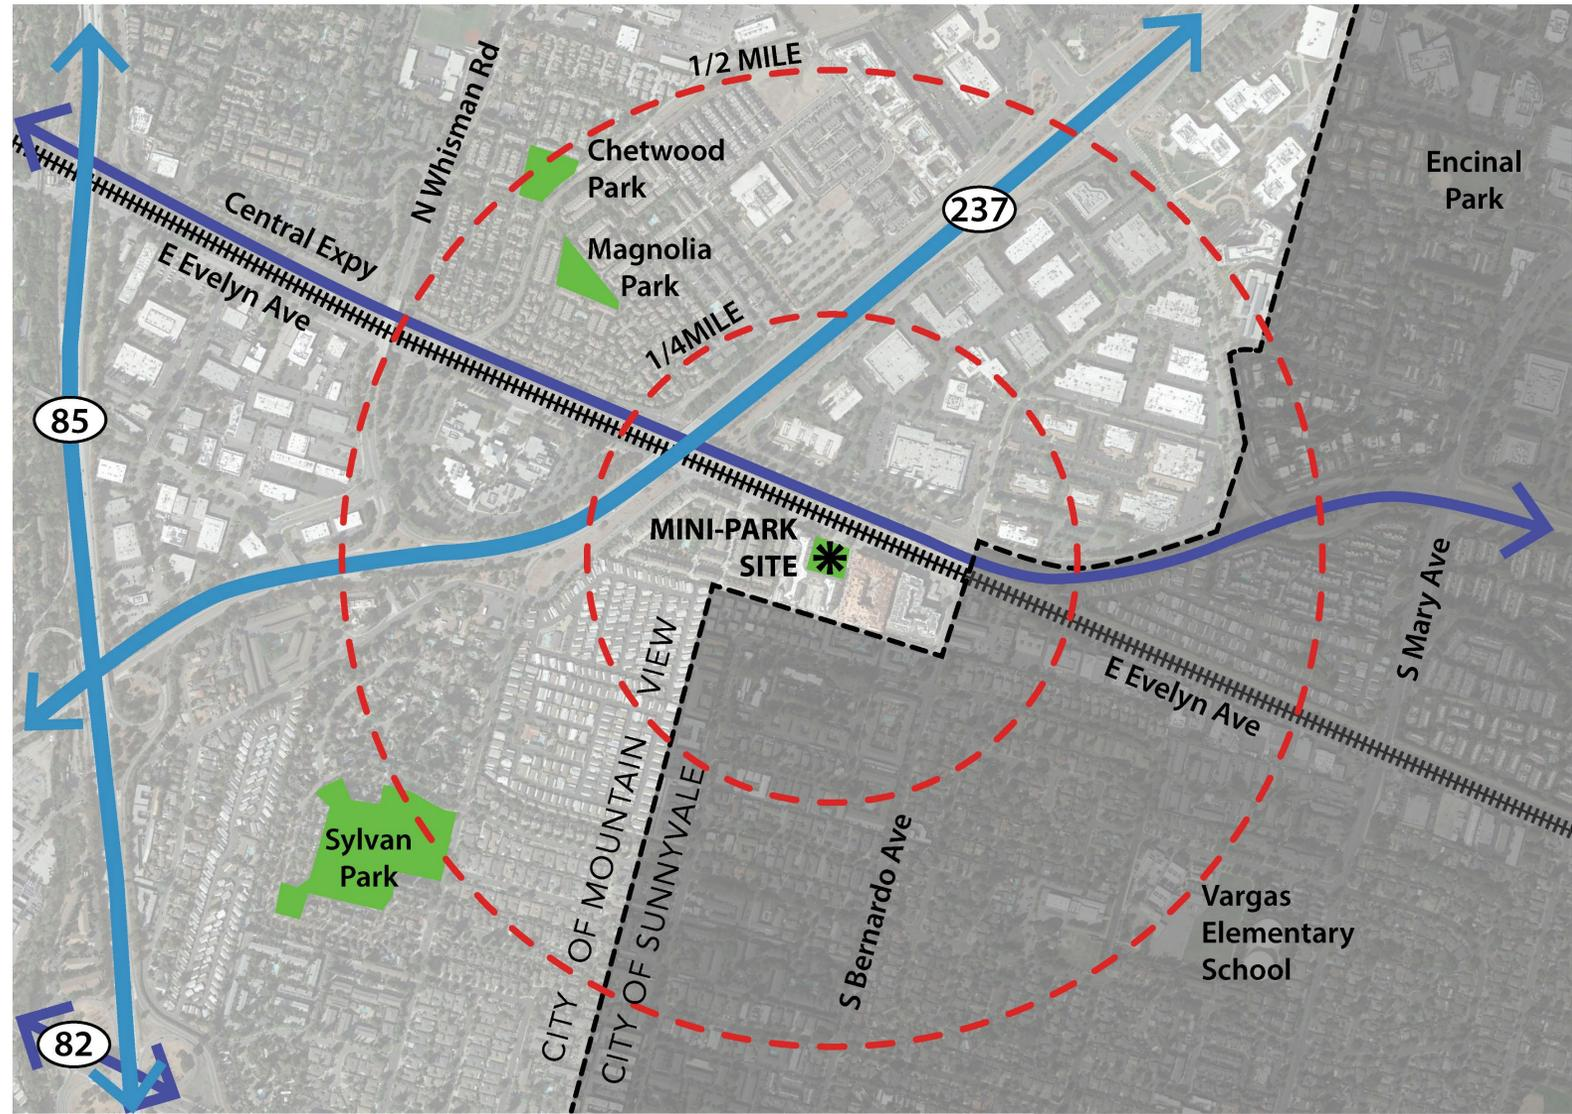 1/2 MILE
N Whisman Rd
Chetwood
Park
Encinal
Park
237
Central Expy
E Evelyn Ave
Magnolia
Park
1/4MILE
85
MINI-PARK
SITE
S Mary Ave
E Evelyn Ave
CITY OF MOUNTAIN VIEW
CITY OF SUNNYVALE
Sylvan
Park
S Bernardo Ave
Vargas
Elementary
School
82